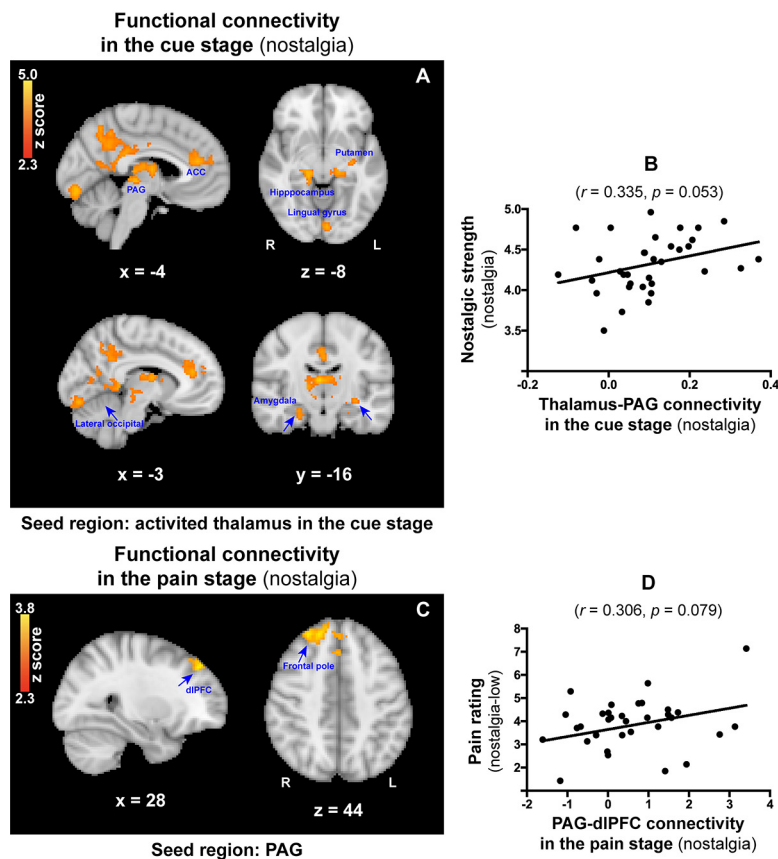 Functional connectivity
in the cue stage (nostalgia)
A
5.0
z score
2.3
ACC
PAG
x = -4
Putamen
Hipppocampus
Lingual gyrus
R
L
z = -8
Lateral occipital
x = -3
Amygdala
y = -16
Seed region: activited thalamus in the cue stage
B
(r = 0.335, p = 0.053)
Nostalgic strength
(nostalgia)
5.0
4.5
4.0
3.5
-0.2
0.0
0.2
0.4
Thalamus-PAG connectivity
in the cue stage (nostalgia)
Functional connectivity
in the pain stage (nostalgia)
C
3.8
z score
2.3
dlPFC
x = 28
Frontal pole
R
L
z = 44
Seed region: PAG
D
(r = 0.306, p = 0.079)
Pain rating
(nostalgia-low)
8
7
6
5
4
3
2
-2
-1
0
1
2
3
4
PAG-dlPFC connectivity
in the pain stage (nostalgia)